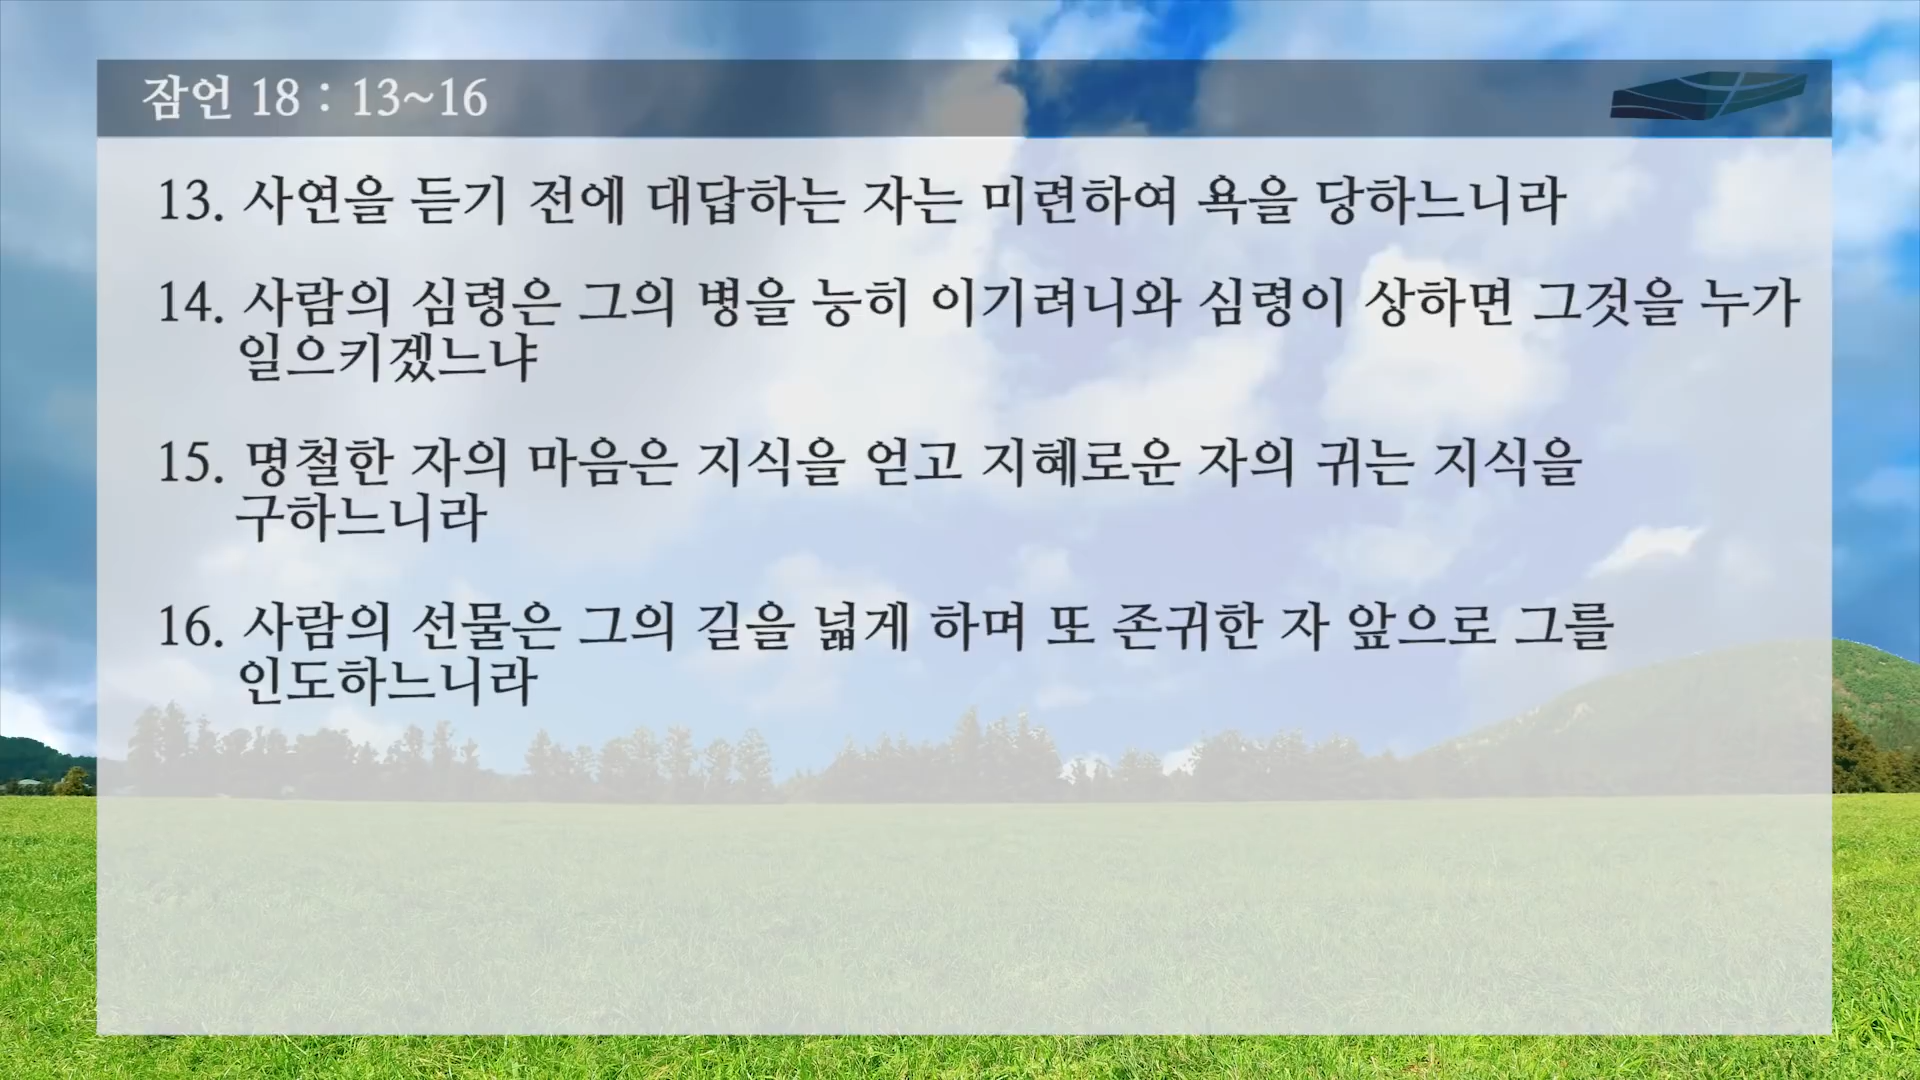 잠언 18 : 13~16
13. 사연을 듣기 전에 대답하는 자는 미련하여 욕을 당하느니라
14. 사람의 심령은 그의 병을 능히 이기려니와 심령이 상하면 그것을 누가
일으키겠느냐
15. 명철한 자의 마음은 지식을 얻고 지혜로운 자의 귀는 지식을
구하느니라
16. 사람의 선물은 그의 길을 넓게 하며 또 존귀한 자 앞으로 그를
인도하느니라